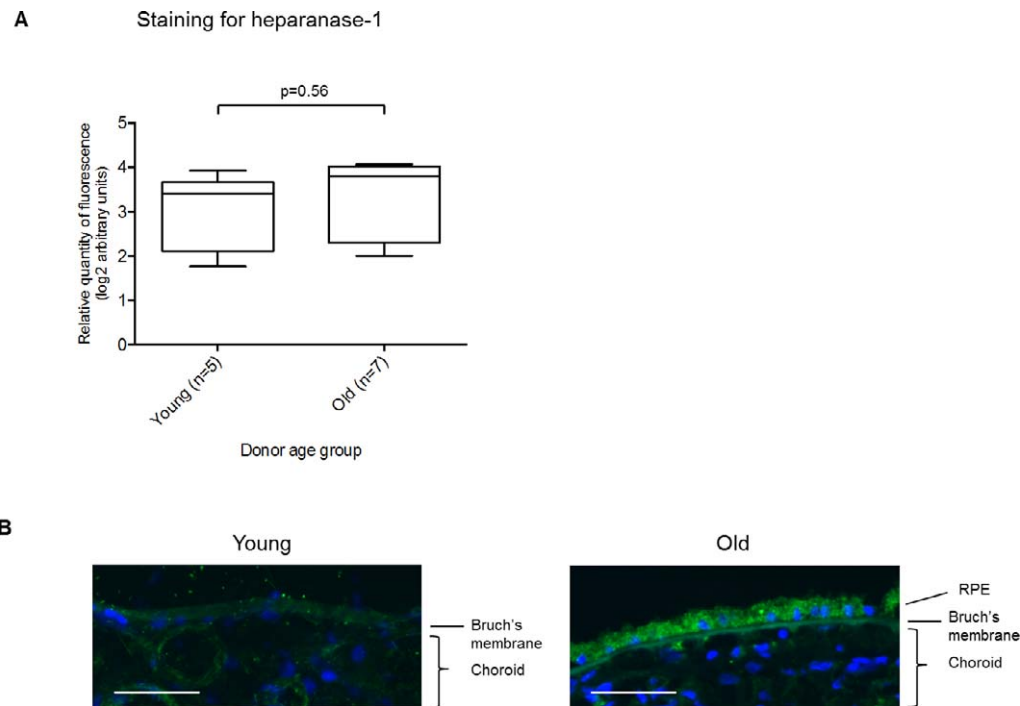 A
Staining for heparanase-1
p=0.56
Relative quantity of fluorescence
(log2 arbitrary units)
5
4
3
2
1
0
Young (n=5)
Old (n=7)
Donor age group
B
Young
Old
Bruch's
membrane
Choroid
RPE
Bruch's
membrane
Choroid